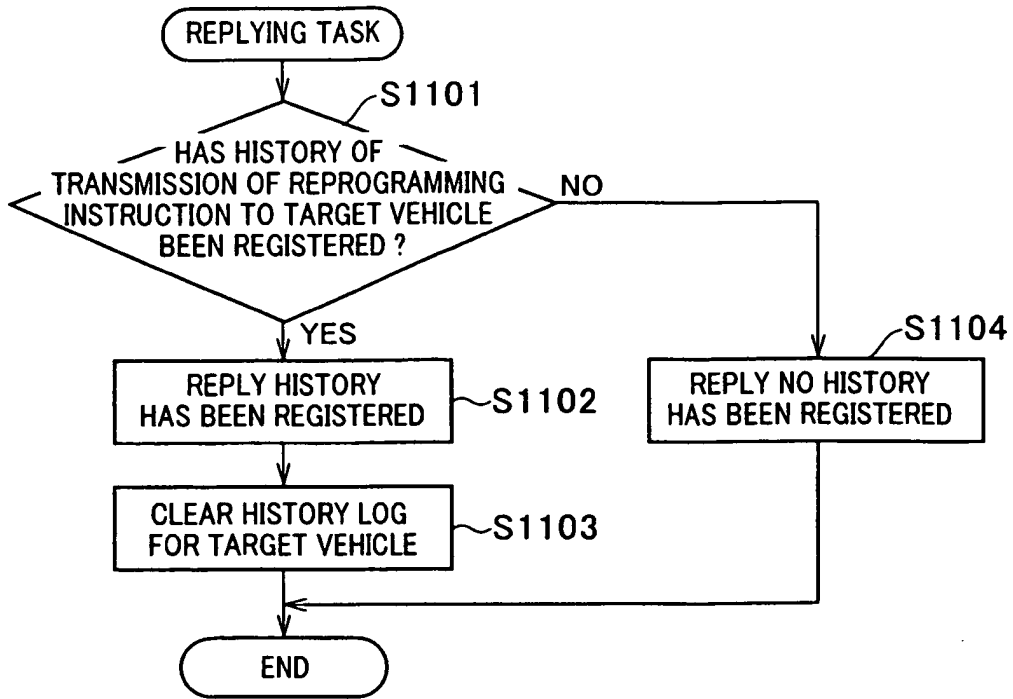 REPLYING TASK
S1101
HAS HISTORY OF
TRANSMISSION OF REPROGRAMMING
INSTRUCTION TO TARGET VEHICLE
BEEN REGISTERED ?
NO
YES
REPLY HISTORY
HAS BEEN REGISTERED
S1102
S1104
REPLY NO HISTORY
HAS BEEN REGISTERED
CLEAR HISTORY LOG
FOR TARGET VEHICLE
S1103
END